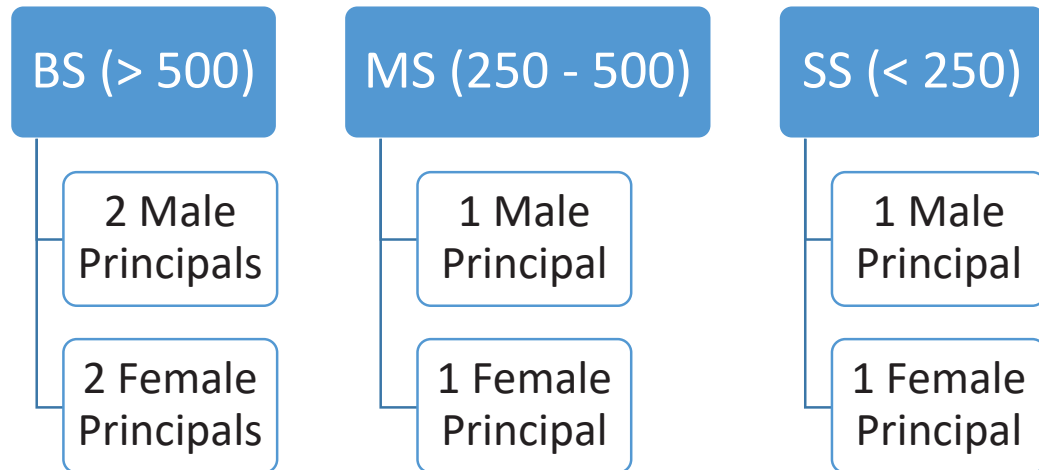 BS (> 500)
2 Male
Principals
2 Female
Principals
MS (250 - 500)
1 Male
Principal
1 Female
Principal
SS (< 250)
1 Male
Principal
1 Female
Principal